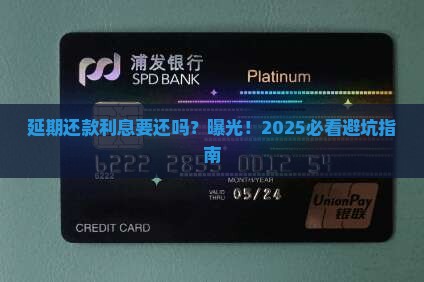 浦发银行
SPD BANK
Platinum
延期还款利息要还吗？曝光！2025必看避坑指
南
6222
MONTH/YEAR
VALID
THRU
05/24
UnionPay
银联
CREDIT CARD